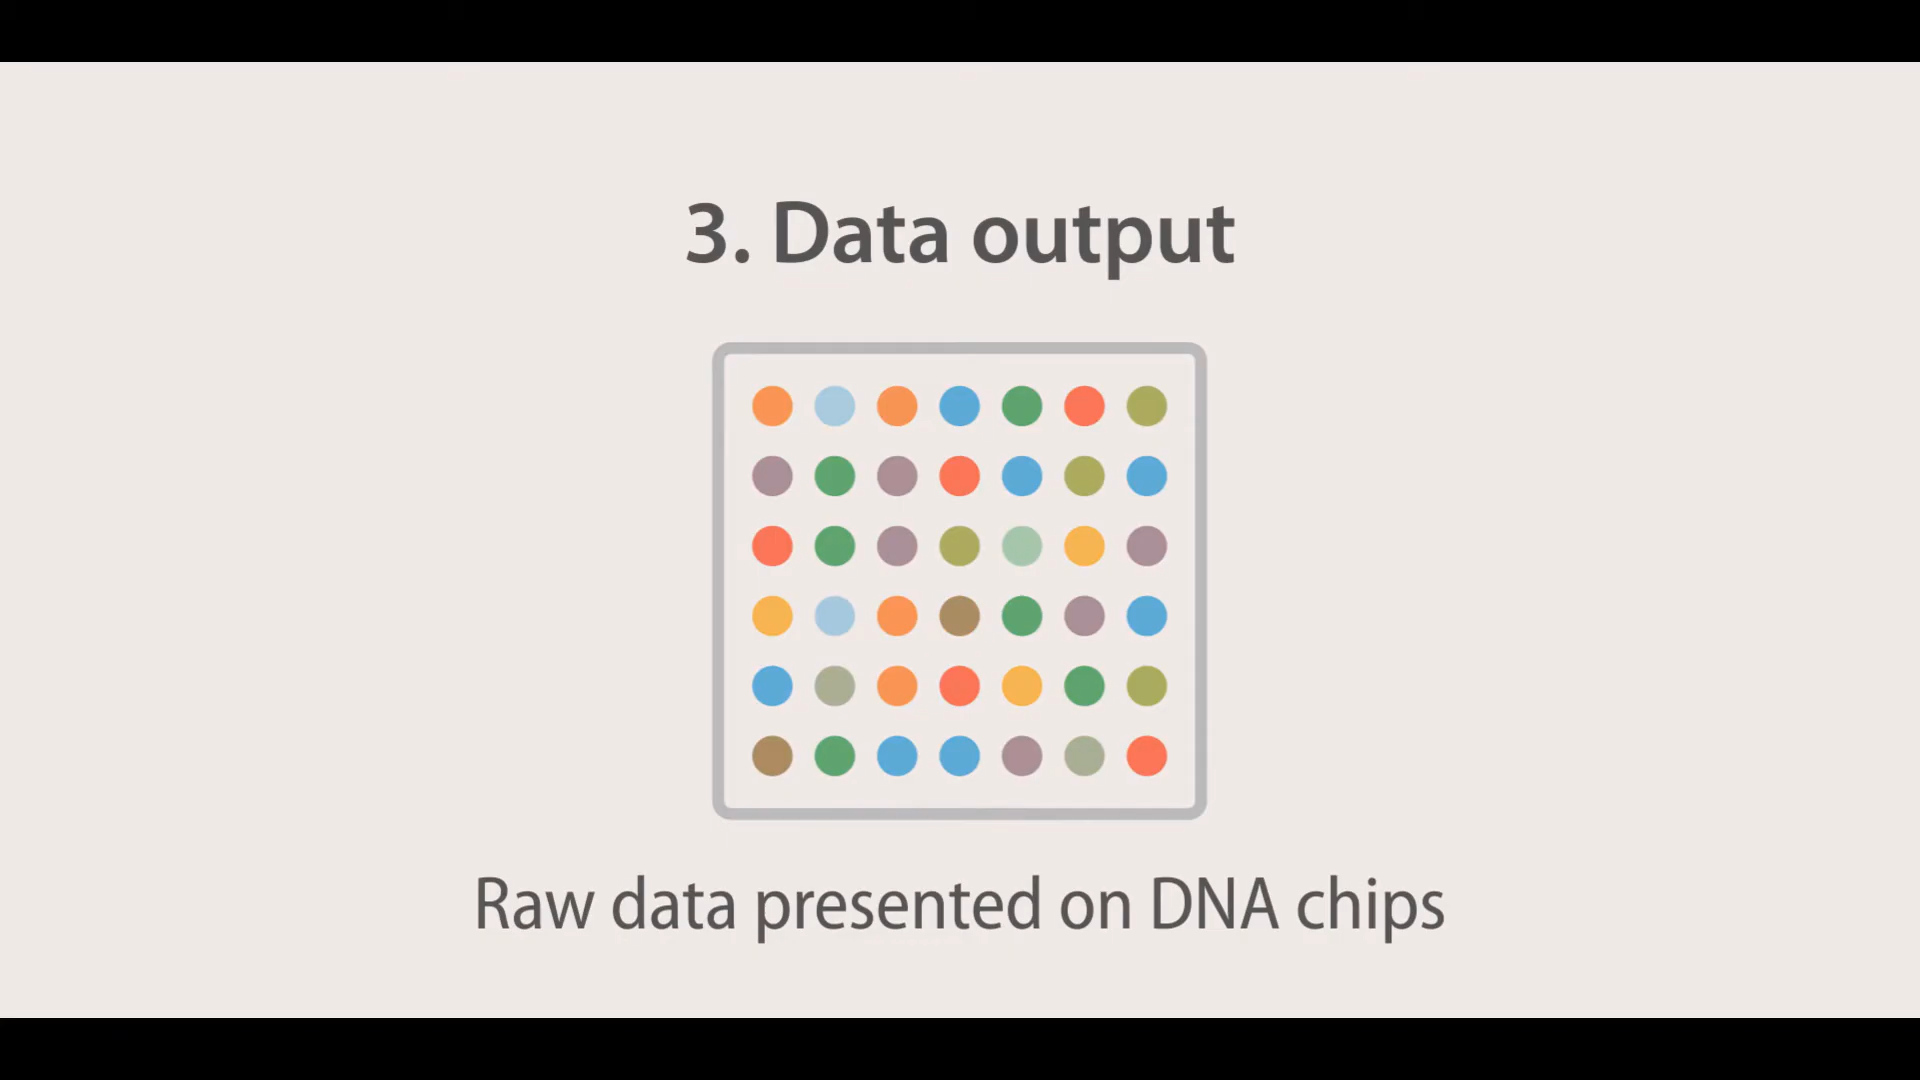 3. Data output
Raw data presented on DNA chips